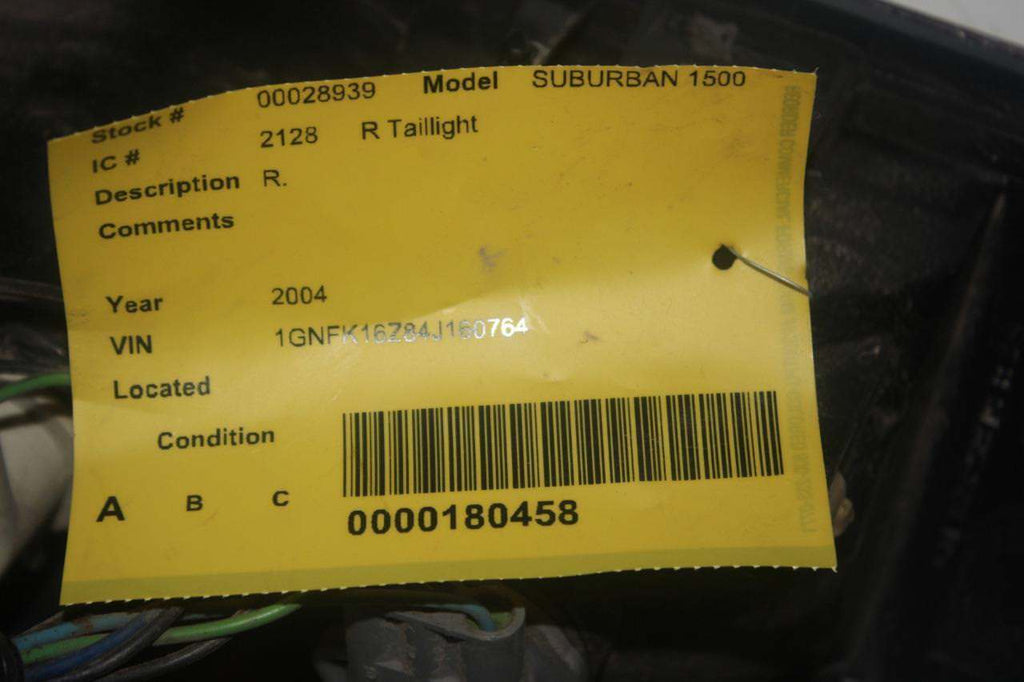 Stock # 00028939 Model SUBURBAN 1500
IC # 2128 R Taillight
Description R.
Comments
Year 2004
VIN 1GNFK16Z84J160764
Located
Condition
A B C
0000180458